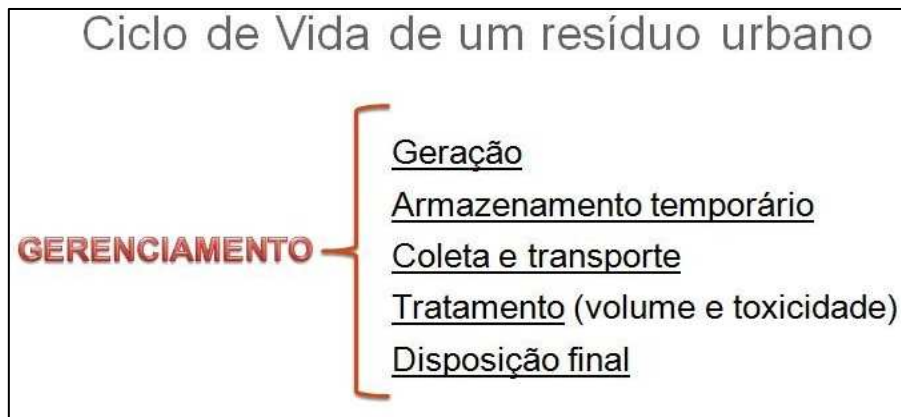 Ciclo de Vida de um resíduo urbano
Geração
Armazenamento temporário
GERENCIAMENTO
Coleta e transporte
Tratamento (volume e toxicidade)
Disposição final